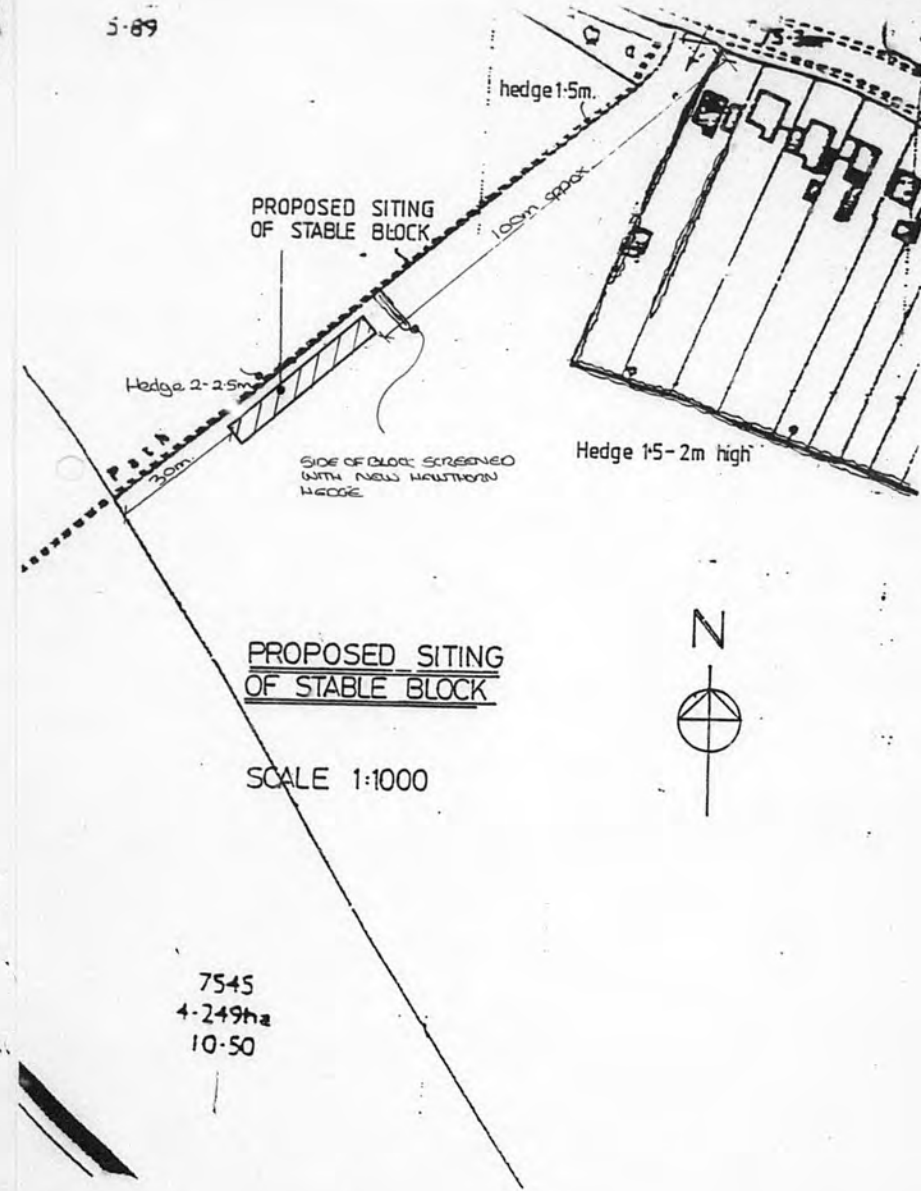 5·89
hedge 1·5m.
PROPOSED SITING
OF STABLE BLOCK
100m appox
Hedge 2-2·5m
Path
30m.
SIDE OF BLOCK SCREENED
WITH NEW HAWTHORN
HEDGE
Hedge 1·5-2m high
PROPOSED SITING
OF STABLE BLOCK
N
SCALE 1:1000
7545
4·249ha
10·50